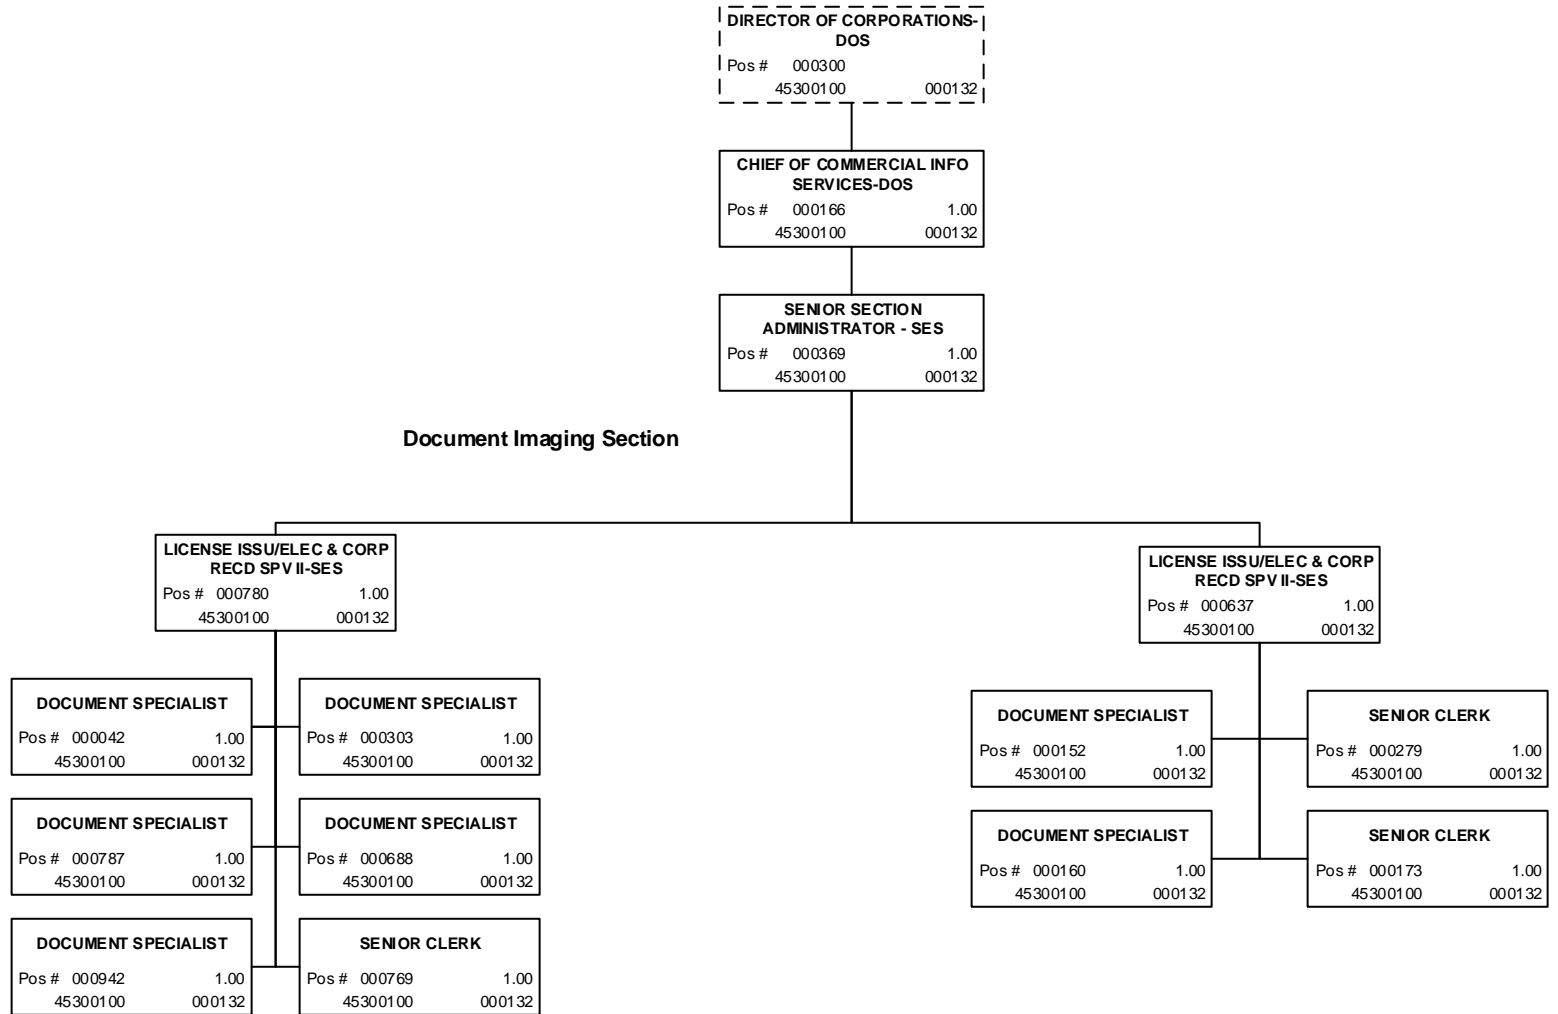 DIRECTOR OF CORPORATIONS-
DOS
Pos # 000300
45300100 000132
CHIEF OF COMMERCIAL INFO
SERVICES-DOS
Pos # 000166 1.00
45300100 000132
SENIOR SECTION
ADMINISTRATOR - SES
Pos # 000369 1.00
45300100 000132
Document Imaging Section
LICENSE ISSU/ELEC & CORP
RECD SPV II-SES
Pos # 000780 1.00
45300100 000132
DOCUMENT SPECIALIST
Pos # 000042 1.00
45300100 000132
DOCUMENT SPECIALIST
Pos # 000303 1.00
45300100 000132
DOCUMENT SPECIALIST
Pos # 000787 1.00
45300100 000132
DOCUMENT SPECIALIST
Pos # 000688 1.00
45300100 000132
DOCUMENT SPECIALIST
Pos # 000942 1.00
45300100 000132
SENIOR CLERK
Pos # 000769 1.00
45300100 000132
LICENSE ISSU/ELEC & CORP
RECD SPV II-SES
Pos # 000637 1.00
45300100 000132
DOCUMENT SPECIALIST
Pos # 000152 1.00
45300100 000132
SENIOR CLERK
Pos # 000279 1.00
45300100 000132
DOCUMENT SPECIALIST
Pos # 000160 1.00
45300100 000132
SENIOR CLERK
Pos # 000173 1.00
45300100 000132